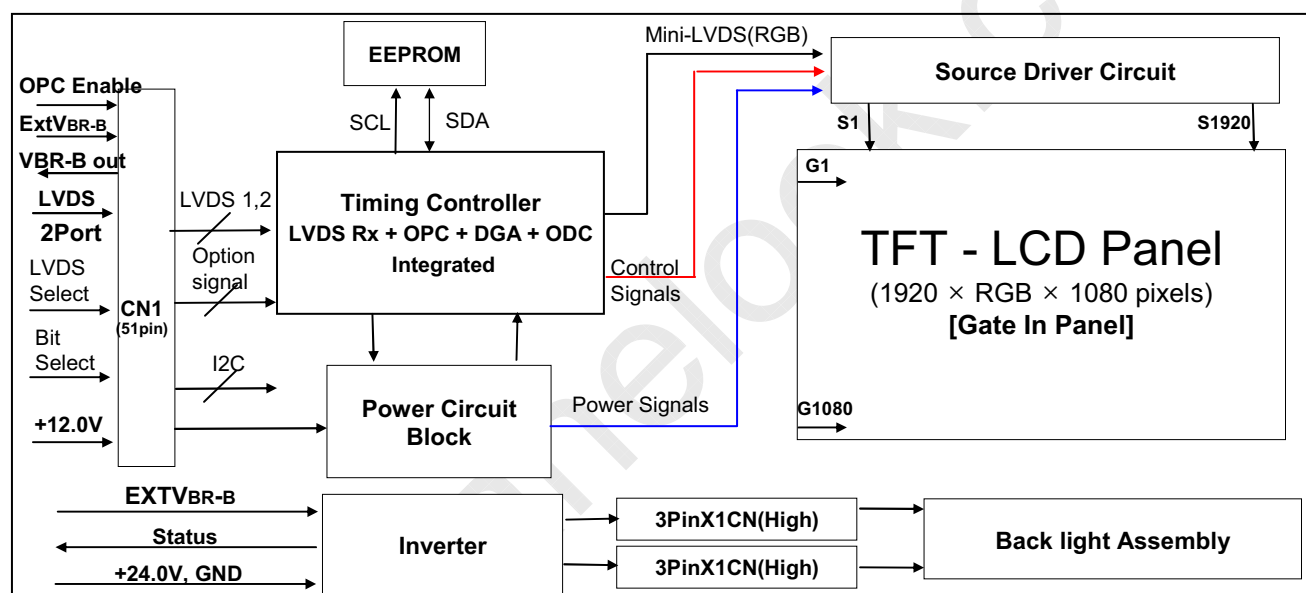 EEPROM
Mini-LVDS(RGB)
Source Driver Circuit
OPC Enable
ExtVBR-B
VBR-B out
LVDS
2Port
LVDS
Select
Bit
Select
+12.0V
CN1
(51pin)
SCL
SDA
LVDS 1,2
Option
signal
I2C
Timing Controller
LVDS Rx + OPC + DGA + ODC
Integrated
Control
Signals
Power Circuit
Block
Power Signals
S1
S1920
G1
TFT - LCD Panel
(1920 × RGB × 1080 pixels)
[Gate In Panel]
G1080
EXTVBR-B
Status
+24.0V, GND
Inverter
3PinX1CN(High)
3PinX1CN(High)
Back light Assembly